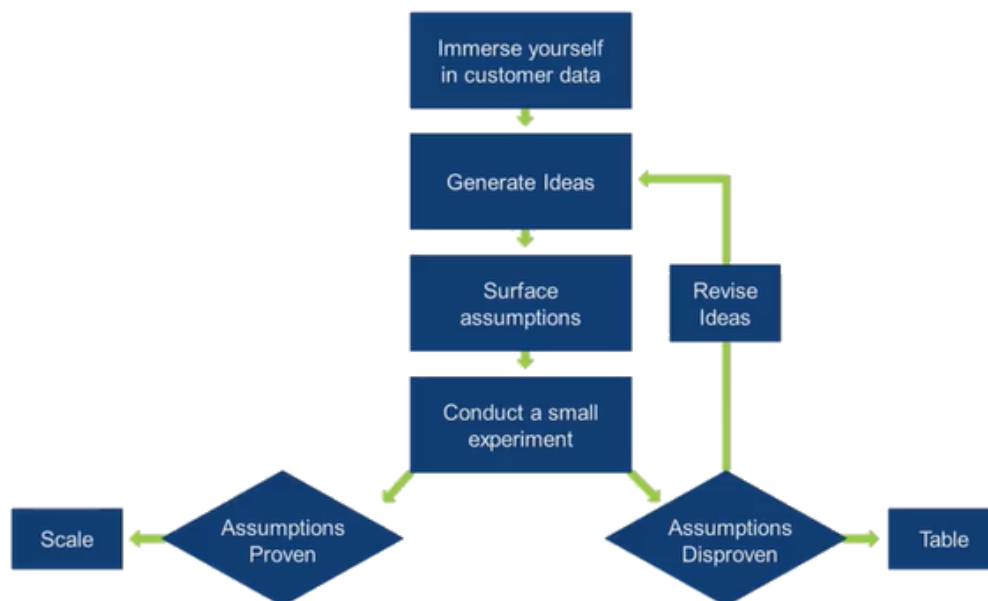 Immerse yourself
in customer data
Generate Ideas
Surface
assumptions
Revise
Ideas
Conduct a small
experiment
Scale
Assumptions
Proven
Assumptions
Disproven
Table